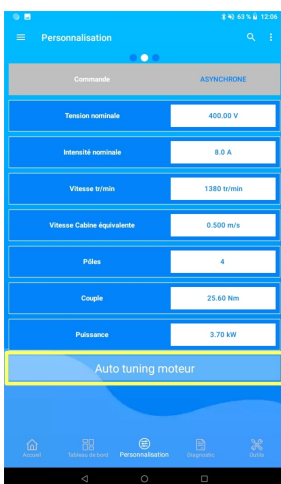 63 % 12:06
Personnalisation
Commande ASYNCHRONE
Tension nominale 400.00 V
Intensité nominale 8.0 A
Vitesse tr/min 1380 tr/min
Vitesse Cabine équivalente 0.500 m/s
Pôles 4
Couple 25.60 Nm
Puissance 3.70 kW
Auto tuning moteur
Accueil Tableau de bord Personnalisation Diagnostic Outils